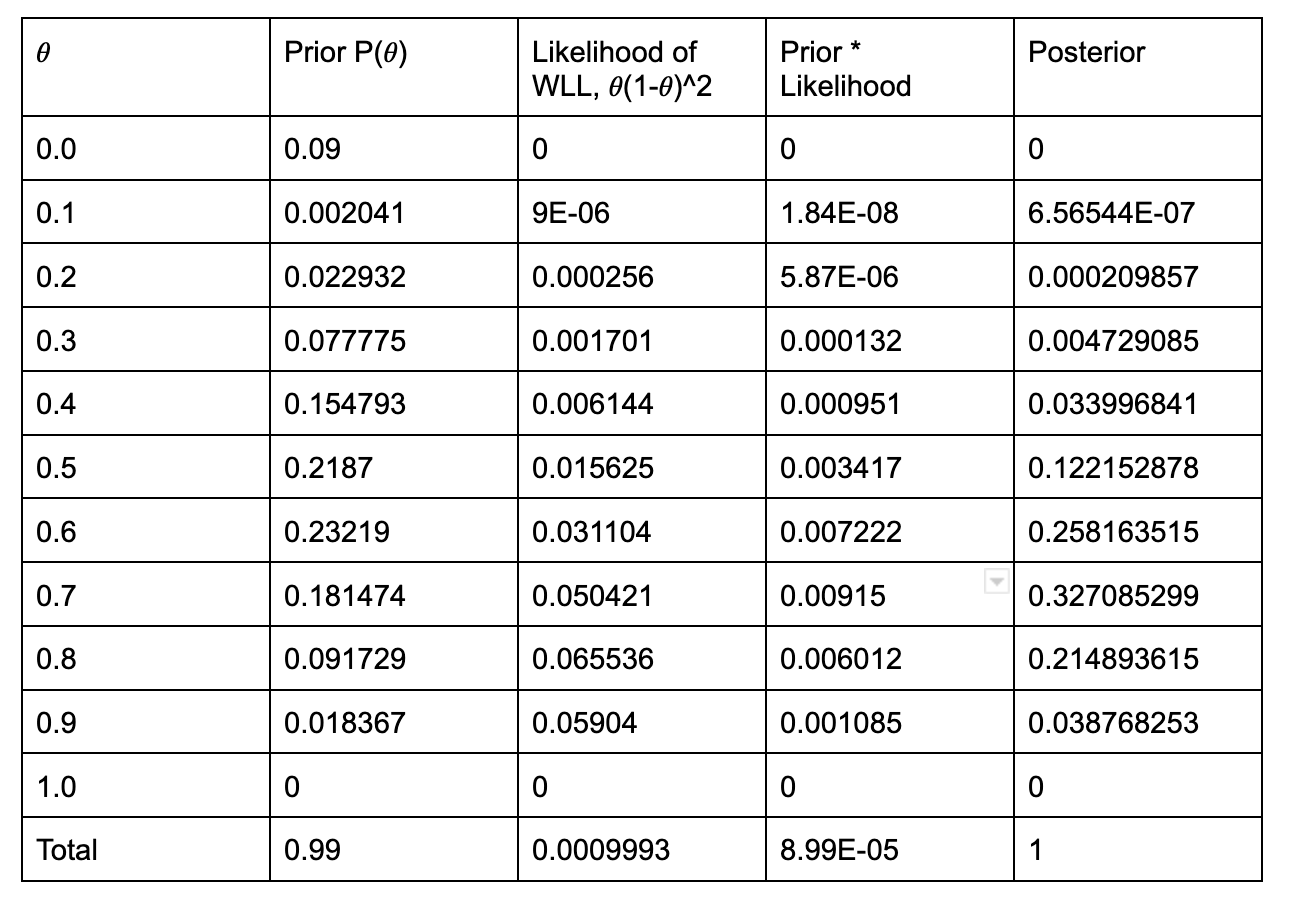 θ Prior P(θ) Likelihood of Prior * Posterior
WLL, θ(1-θ)^2 Likelihood
0.0 0.09 0 0 0
0.1 0.002041 9E-06 1.84E-08 6.56544E-07
0.2 0.022932 0.000256 5.87E-06 0.000209857
0.3 0.077775 0.001701 0.000132 0.004729085
0.4 0.154793 0.006144 0.000951 0.033996841
0.5 0.2187 0.015625 0.003417 0.122152878
0.6 0.23219 0.031104 0.007222 0.258163515
0.7 0.181474 0.050421 0.00915 0.327085299
0.8 0.091729 0.065536 0.006012 0.214893615
0.9 0.018367 0.05904 0.001085 0.038768253
1.0 0 0 0 0
Total 0.99 0.0009993 8.99E-05 1